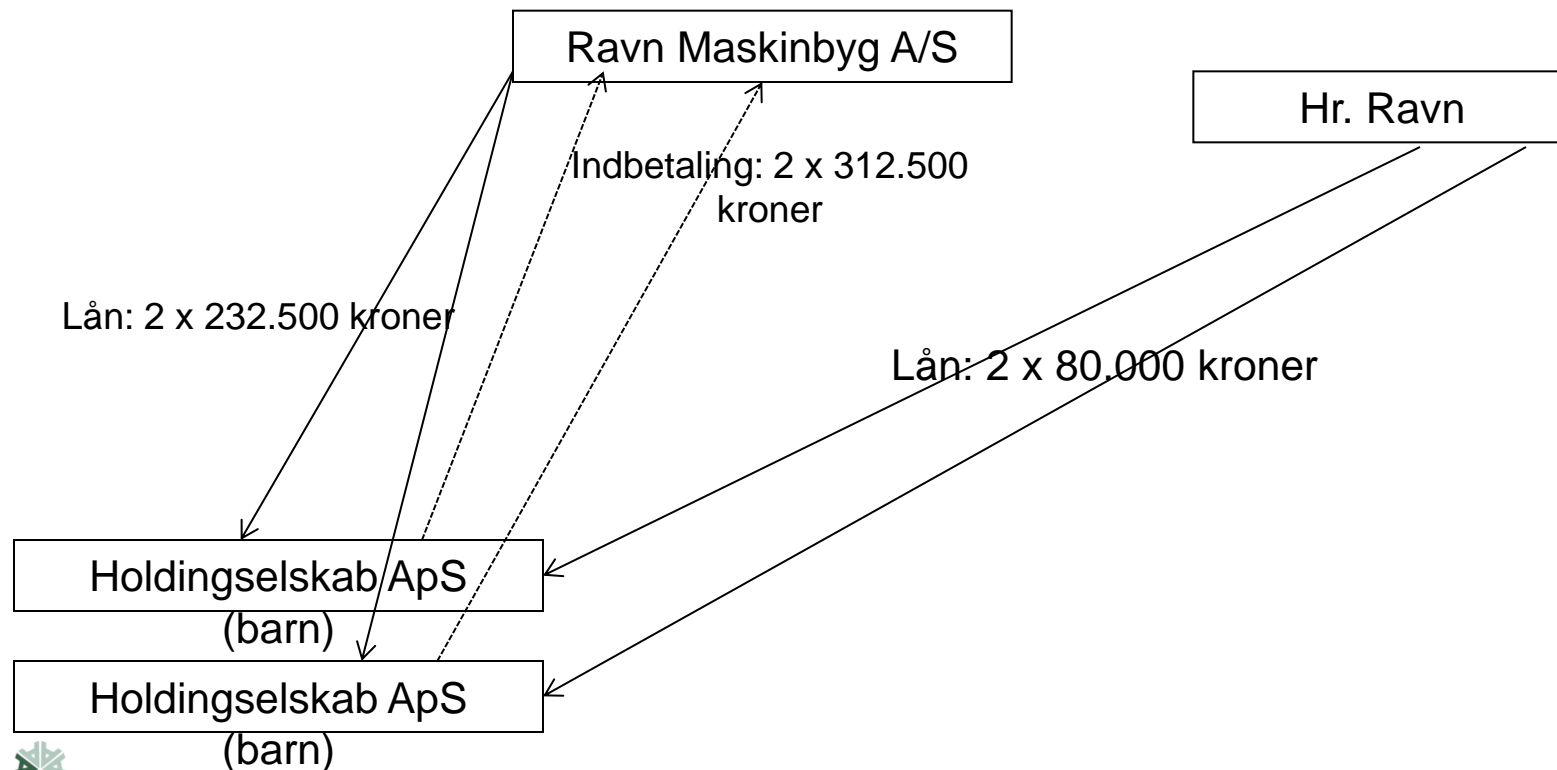 Ravn Maskinbyg A/S
Hr. Ravn
Indbetaling: 2 x 312.500
kroner
Lån: 2 x 232.500 kroner
Lån: 2 x 80.000 kroner
Holdingselskab ApS
(barn)
Holdingselskab ApS
(barn)